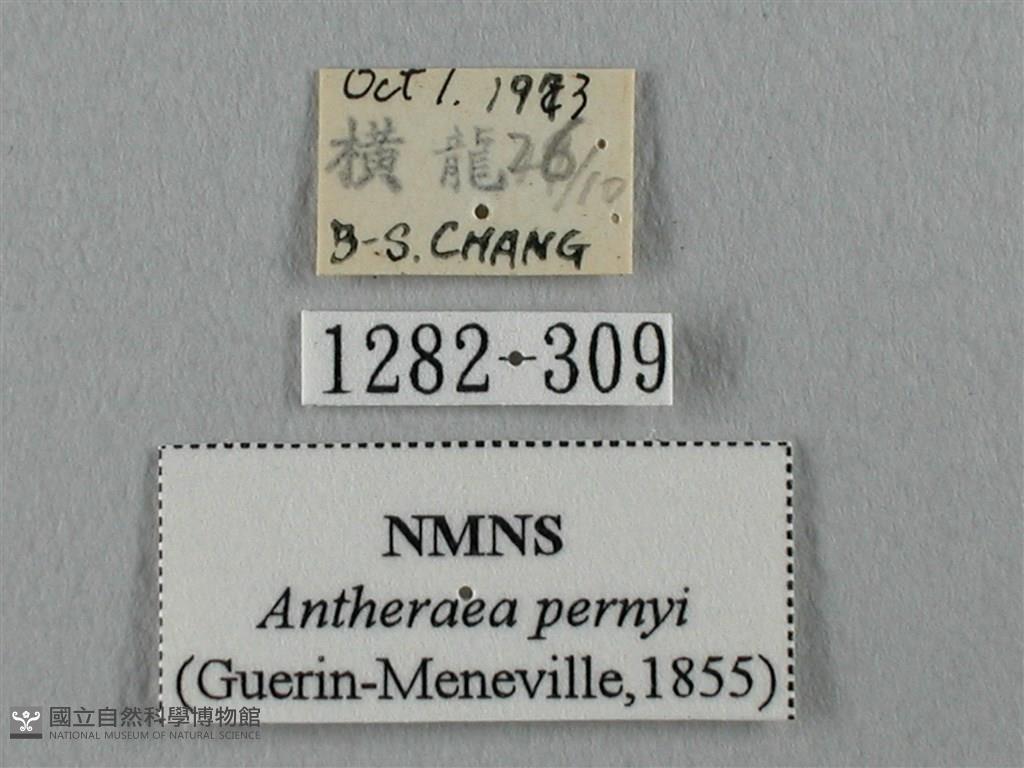 Oct 1. 1973
橫 龍 26/10
B-S. CHANG
1282-309
NMNS
Antheraea pernyi
(Guerin-Meneville,1855)
國立自然科學博物館
NATIONAL MUSEUM OF NATURAL SCIENCE